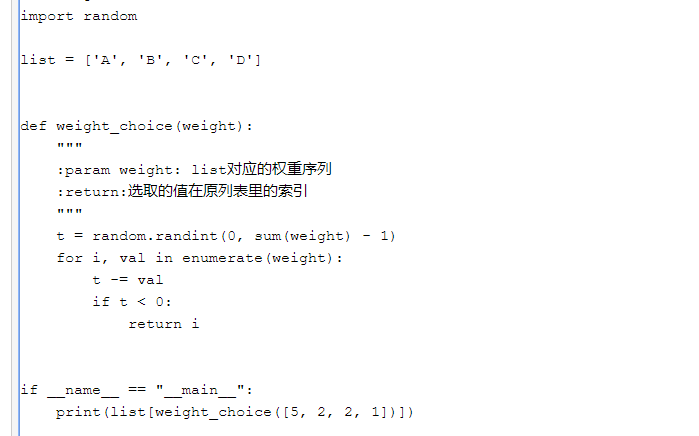 import random
list = ['A', 'B', 'C', 'D']
def weight_choice(weight):
    """
    :param weight: list对应的权重序列
    :return:选取的值在原列表里的索引
    """
    t = random.randint(0, sum(weight) - 1)
    for i, val in enumerate(weight):
        t -= val
        if t < 0:
            return i
if __name__ == "__main__":
    print(list[weight_choice([5, 2, 2, 1])])